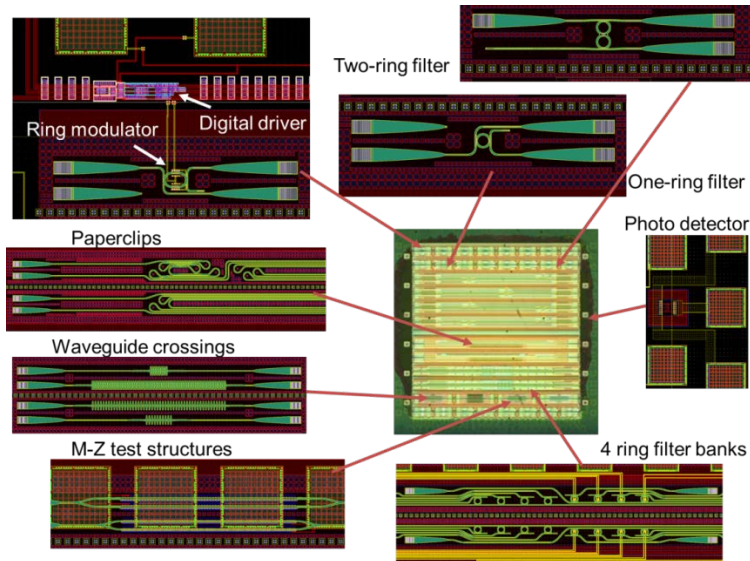 Two-ring filter
Digital driver
Ring modulator
One-ring filter
Photo detector
Paperclips
Waveguide crossings
M-Z test structures
4 ring filter banks